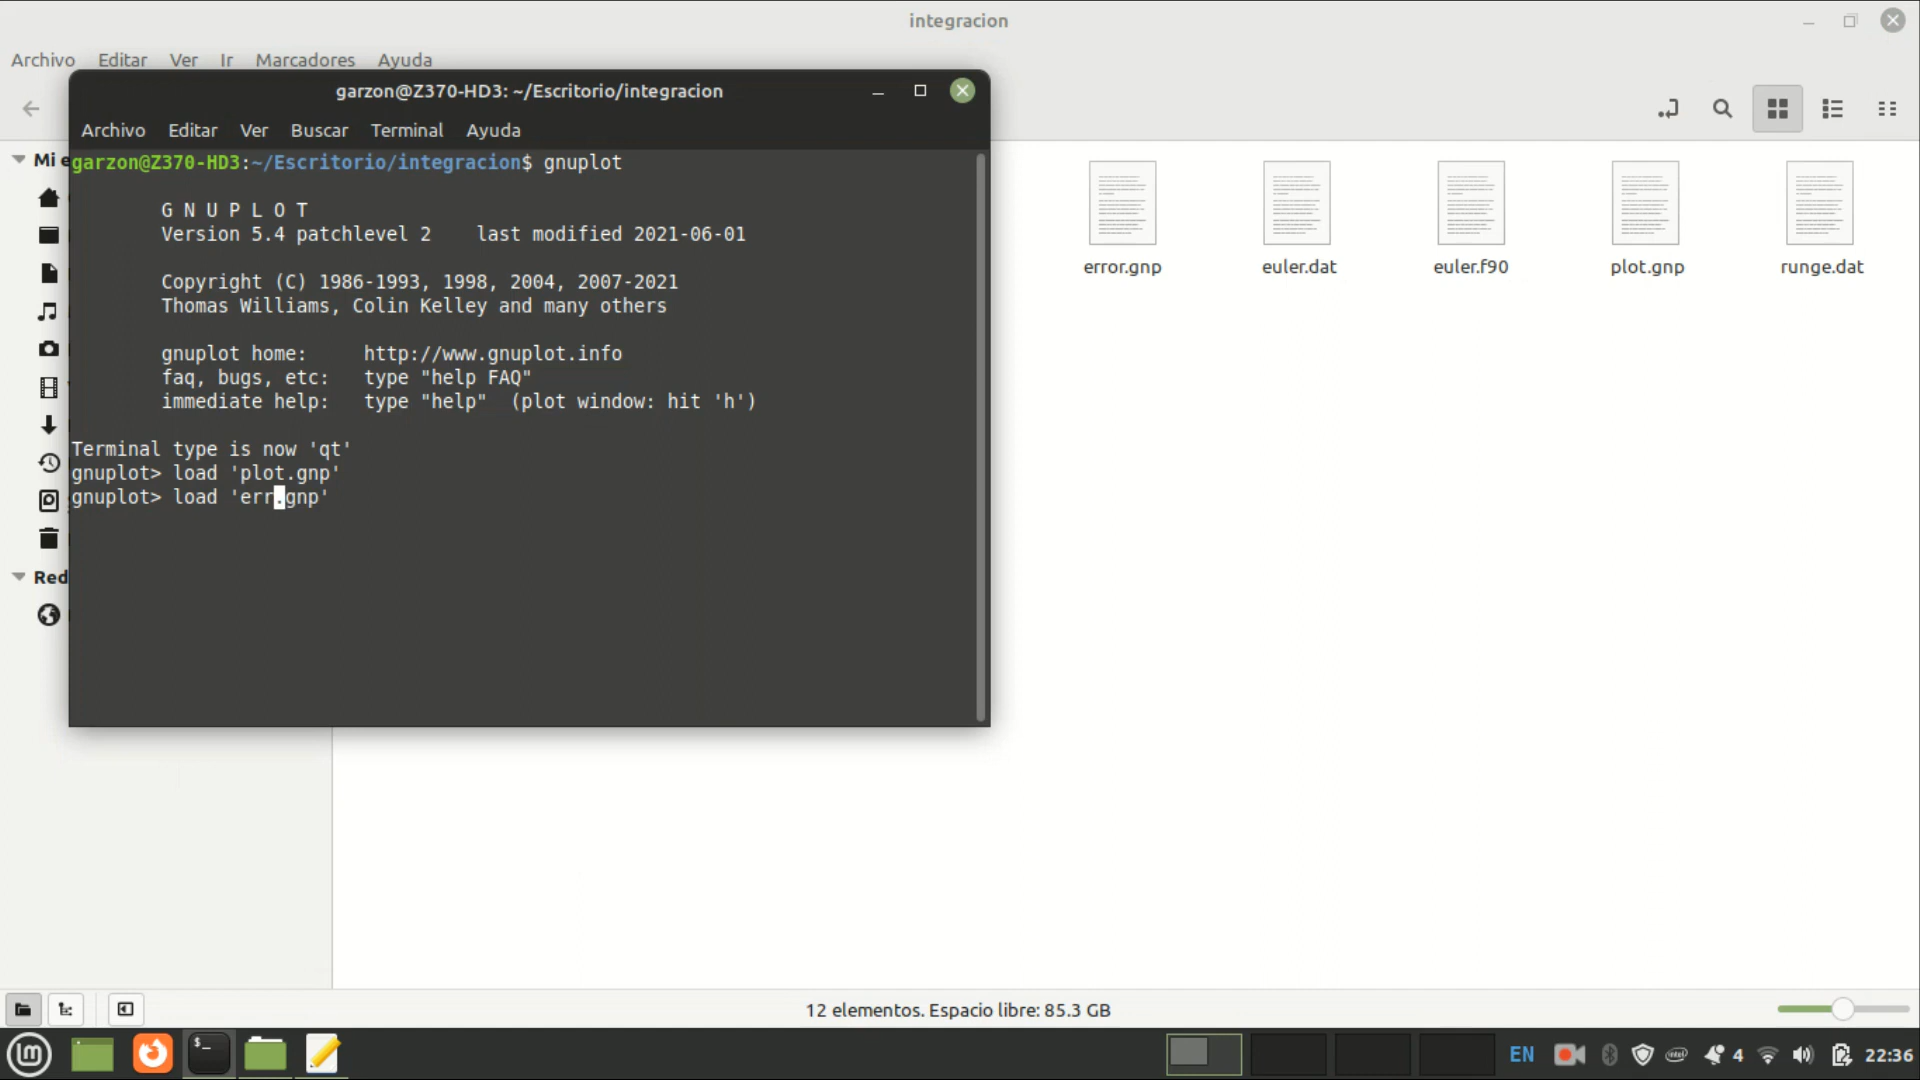 integracion
Archivo Editar Ver Ir Marcadores Ayuda
garzon@Z370-HD3: ~/Escritorio/integracion
Archivo Editar Ver Buscar Terminal Ayuda
Mi e
garzon@Z370-HD3:~/Escritorio/integracion$ gnuplot
G N U P L O T
Version 5.4 patchlevel 2    last modified 2021-06-01
Copyright (C) 1986-1993, 1998, 2004, 2007-2021
Thomas Williams, Colin Kelley and many others
gnuplot home:     http://www.gnuplot.info
faq, bugs, etc:   type "help FAQ"
immediate help:   type "help"  (plot window: hit 'h')
Terminal type is now 'qt'
gnuplot> load 'plot.gnp'
gnuplot> load 'err.gnp'
Red
error.gnp euler.dat euler.f90 plot.gnp runge.dat
12 elementos. Espacio libre: 85.3 GB
$_ EN intel 4 22:36